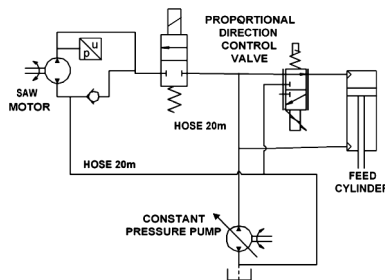 PROPORTIONAL
DIRECTION
CONTROL
VALVE
u
p
SAW
MOTOR
HOSE 20m
HOSE 20m
FEED
CYLINDER
CONSTANT
PRESSURE PUMP